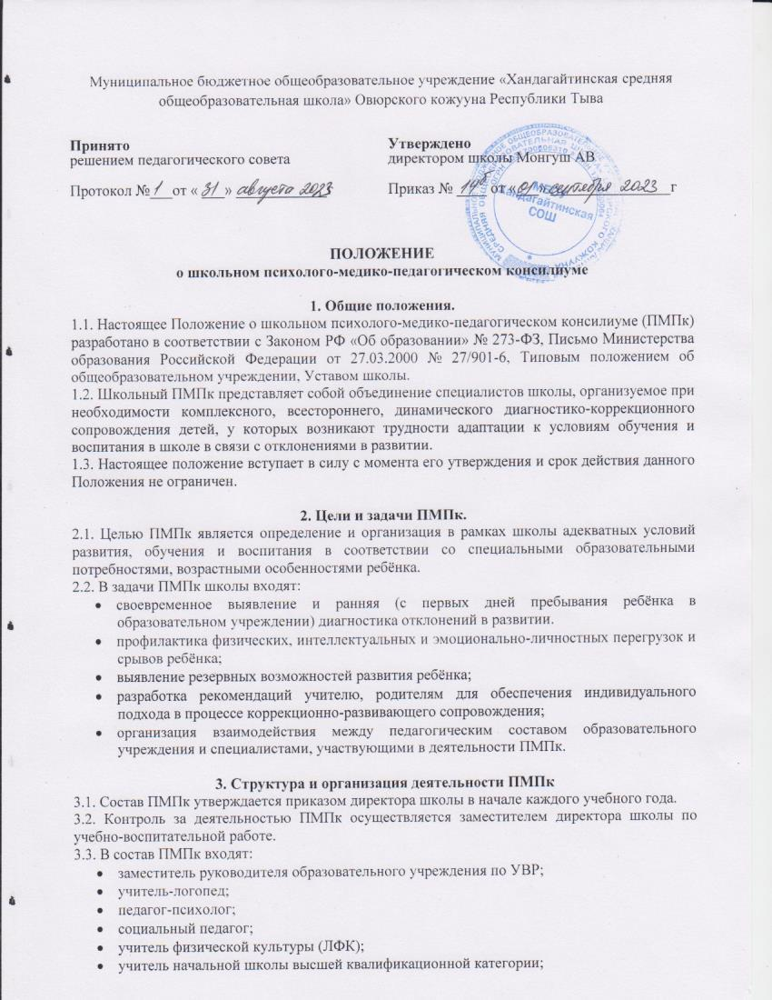 Муниципальное бюджетное общеобразовательное учреждение «Хандагайтинская средняя
общеобразовательная школа» Овюрского кожууна Республики Тыва
Принято
решением педагогического совета
Протокол № 1 от « 31 » августа 2023
Утверждено
директором школы Монгуш АВ
Приказ № от « 01 » сентября 2023 г
Хандагайтинская
СОШ
ПОЛОЖЕНИЕ
о школьном психолого-медико-педагогическом консилиуме
1. Общие положения.
1.1. Настоящее Положение о школьном психолого-медико-педагогическом консилиуме (ПМПк)
разработано в соответствии с Законом РФ «Об образовании» № 273-ФЗ, Письмо Министерства
образования Российской Федерации от 27.03.2000 № 27/901-6, Типовым положением об
общеобразовательном учреждении, Уставом школы.
1.2. Школьный ПМПк представляет собой объединение специалистов школы, организуемое при
необходимости комплексного, всестороннего, динамического диагностико-коррекционного
сопровождения детей, у которых возникают трудности адаптации к условиям обучения и
воспитания в школе в связи с отклонениями в развитии.
1.3. Настоящее положение вступает в силу с момента его утверждения и срок действия данного
Положения не ограничен.
2. Цели и задачи ПМПк.
2.1. Целью ПМПк является определение и организация в рамках школы адекватных условий
развития, обучения и воспитания в соответствии со специальными образовательными
потребностями, возрастными особенностями ребёнка.
2.2. В задачи ПМПк школы входят:
• своевременное выявление и ранняя (с первых дней пребывания ребёнка в
образовательном учреждении) диагностика отклонений в развитии.
• профилактика физических, интеллектуальных и эмоционально-личностных перегрузок и
срывов ребёнка;
• выявление резервных возможностей развития ребёнка;
• разработка рекомендаций учителю, родителям для обеспечения индивидуального
подхода в процессе коррекционно-развивающего сопровождения;
• организация взаимодействия между педагогическим составом образовательного
учреждения и специалистами, участвующими в деятельности ПМПк.
3. Структура и организация деятельности ПМПк
3.1. Состав ПМПк утверждается приказом директора школы в начале каждого учебного года.
3.2. Контроль за деятельностью ПМПк осуществляется заместителем директора школы по
учебно-воспитательной работе.
3.3. В состав ПМПк входят:
• заместитель руководителя образовательного учреждения по УВР;
• учитель-логопед;
• педагог-психолог;
• социальный педагог;
• учитель физической культуры (ЛФК);
• учитель начальной школы высшей квалификационной категории;